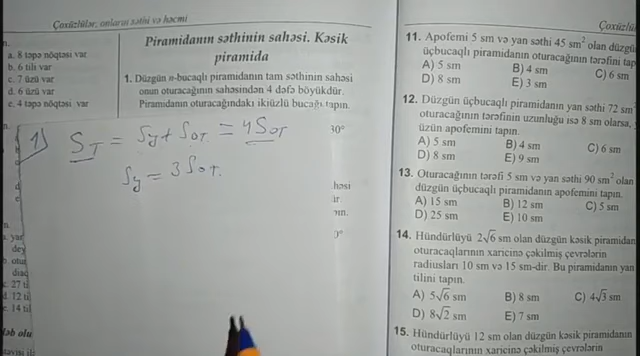 Çoxüzlülər, onların səthi və həcmi
a. 8 təpə nöqtəsi var
b. 6 tili var
c. 7 üzü var
d. 6 üzü var
e. 4 təpə nöqtəsi var
Piramidanın səthinin sahəsi. Kəsik
piramida
1. Düzgün n-bucaqlı piramidanın tam səthinin sahəsi
onun oturacağının sahəsindən 4 dəfə böyükdür.
Piramidanın oturacağındakı ikiüzlü bucağı tapın.
30°
1) S_T = S_y + S_OT = 4 S_OT
S_y = 3 S_OT.
11. Apofemi 5 sm və yan səthi 45 sm² olan düzgü
üçbucaqlı piramidanın oturacağının tərəfini tap
A) 5 sm B) 4 sm C) 6 sm
D) 8 sm E) 3 sm
12. Düzgün üçbucaqlı piramidanın yan səthi 72 sm
oturacağının tərəfinin uzunluğu isə 8 sm olarsa,
üzün apofemini tapın.
A) 5 sm B) 4 sm C) 6 sm
D) 8 sm E) 9 sm
13. Oturacağının tərəfi 5 sm və yan səthi 90 sm² olan
düzgün üçbucaqlı piramidanın apofemini tapın.
A) 15 sm B) 12 sm C) 5 sm
D) 25 sm E) 10 sm
14. Hündürlüyü 2√6 sm olan düzgün kəsik piramidan
oturacaqlarının xaricinə çəkilmiş çevrələrin
radiusları 10 sm və 15 sm-dir. Bu piramidanın yan
tilini tapın.
A) 5√6 sm B) 8 sm C) 4√3 sm
D) 8√2 sm E) 7 sm
15. Hündürlüyü 12 sm olan düzgün kəsik piramidanın
oturacaqlarının xaricinə çəkilmiş çevrələrin